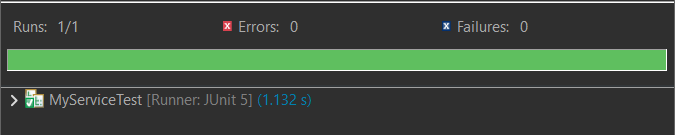 Runs: 1/1 Errors: 0 Failures: 0
MyServiceTest [Runner: JUnit 5] (1.132 s)